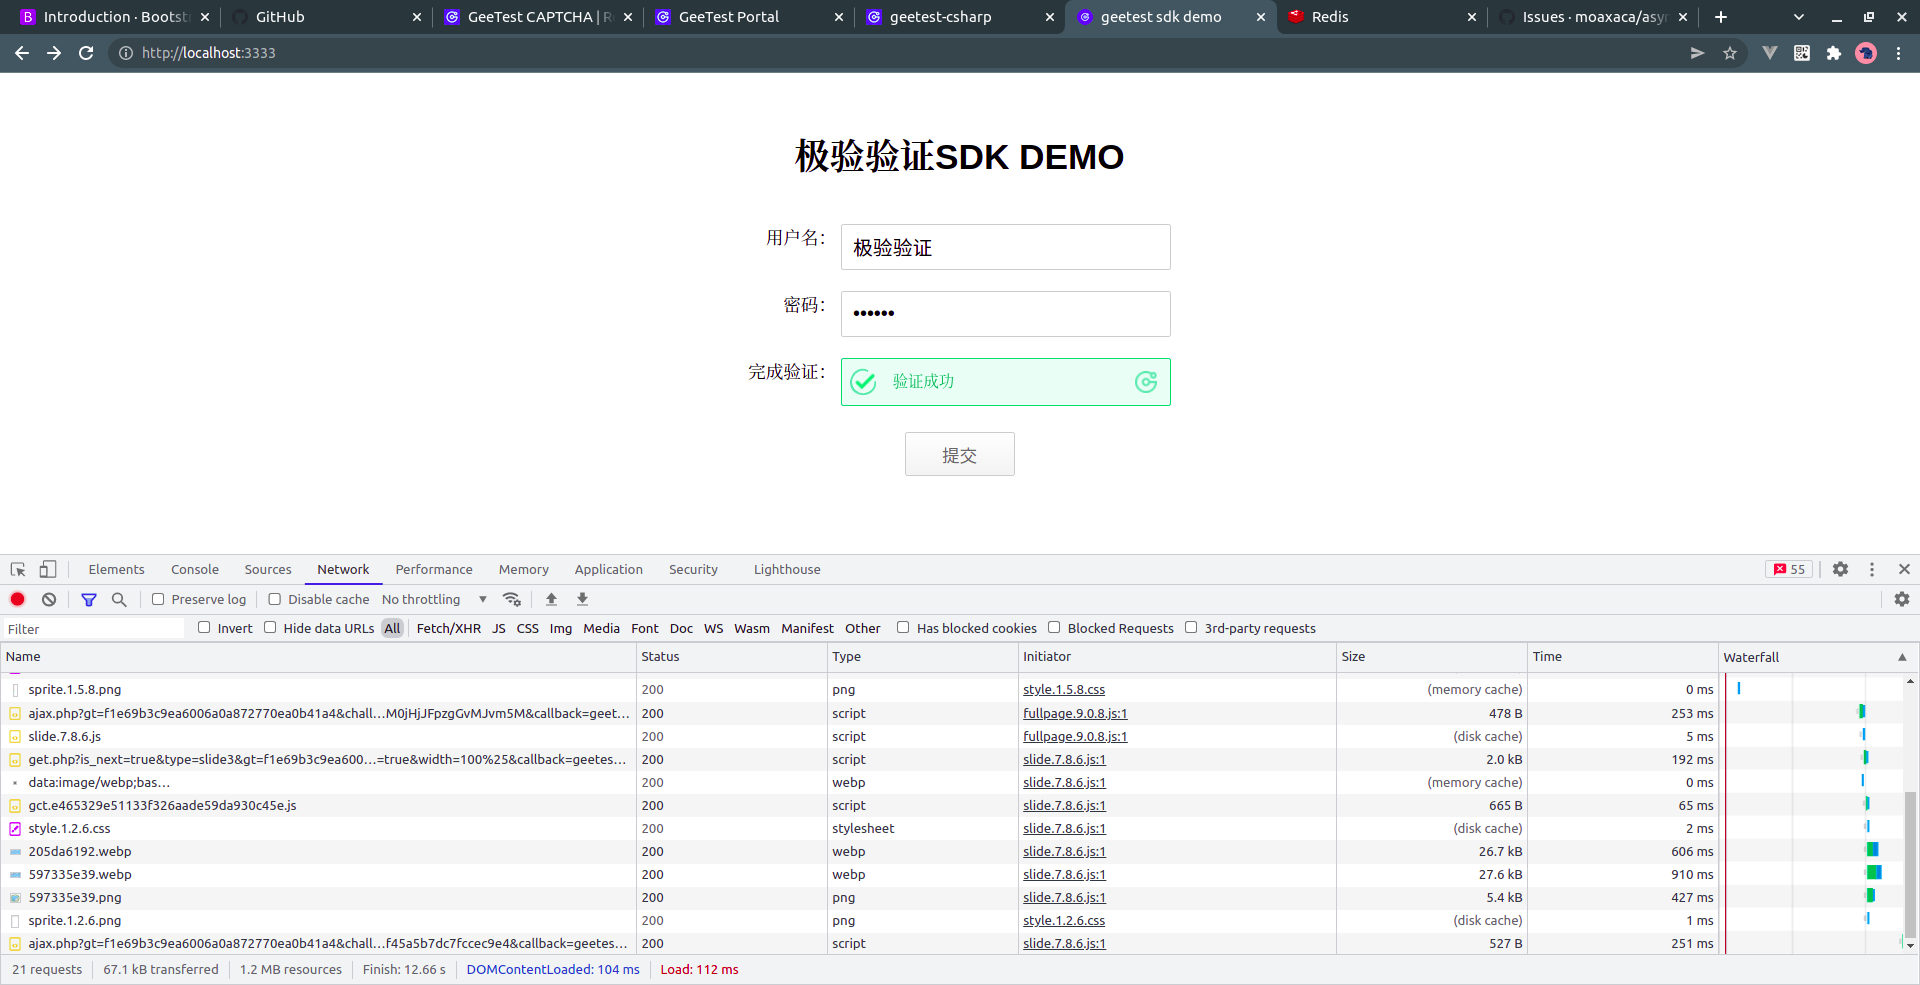 Introduction · Bootst
GitHub
GeeTest CAPTCHA | R
GeeTest Portal
geetest-csharp
geetest sdk demo
Redis
Issues · moaxaca/asy
http://localhost:3333
极验验证SDK DEMO
用户名：
极验验证
密码：
••••••
完成验证：
验证成功
提交
Elements Console Sources Network Performance Memory Application Security Lighthouse 55
Preserve log Disable cache No throttling
Filter Invert Hide data URLs All Fetch/XHR JS CSS Img Media Font Doc WS Wasm Manifest Other Has blocked cookies Blocked Requests 3rd-party requests
Name Status Type Initiator Size Time Waterfall
sprite.1.5.8.png 200 png style.1.5.8.css (memory cache) 0 ms
ajax.php?gt=f1e69b3c9ea6006a0a872770ea0b41a4&chall…M0jHjJFpzgGvMJvm5M&callback=geet… 200 script fullpage.9.0.8.js:1 478 B 253 ms
slide.7.8.6.js 200 script fullpage.9.0.8.js:1 (disk cache) 5 ms
get.php?is_next=true&type=slide3&gt=f1e69b3c9ea600…=true&width=100%25&callback=geetes… 200 script slide.7.8.6.js:1 2.0 kB 192 ms
data:image/webp;bas… 200 webp slide.7.8.6.js:1 (memory cache) 0 ms
gct.e465329e51133f326aade59da930c45e.js 200 script slide.7.8.6.js:1 665 B 65 ms
style.1.2.6.css 200 stylesheet slide.7.8.6.js:1 (disk cache) 2 ms
205da6192.webp 200 webp slide.7.8.6.js:1 26.7 kB 606 ms
597335e39.webp 200 webp slide.7.8.6.js:1 27.6 kB 910 ms
597335e39.png 200 png slide.7.8.6.js:1 5.4 kB 427 ms
sprite.1.2.6.png 200 png style.1.2.6.css (disk cache) 1 ms
ajax.php?gt=f1e69b3c9ea6006a0a872770ea0b41a4&chall…f45a5b7dc7fccec9e4&callback=geetes… 200 script slide.7.8.6.js:1 527 B 251 ms
21 requests 67.1 kB transferred 1.2 MB resources Finish: 12.66 s DOMContentLoaded: 104 ms Load: 112 ms